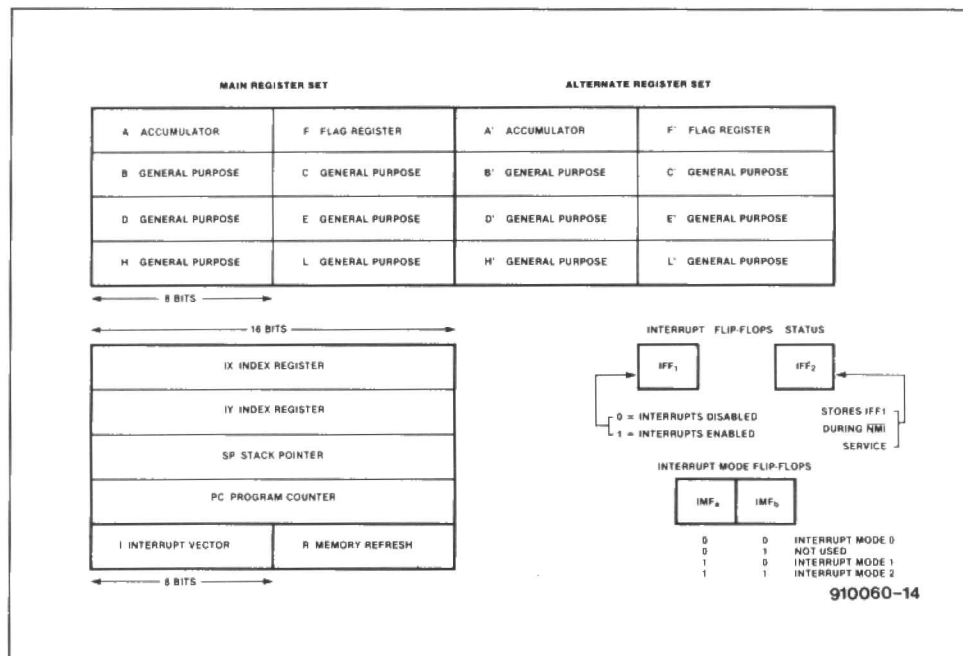 MAIN REGISTER SET
ALTERNATE REGISTER SET
A ACCUMULATOR
F FLAG REGISTER
A' ACCUMULATOR
F' FLAG REGISTER
B GENERAL PURPOSE
C GENERAL PURPOSE
B' GENERAL PURPOSE
C' GENERAL PURPOSE
D GENERAL PURPOSE
E GENERAL PURPOSE
D' GENERAL PURPOSE
E' GENERAL PURPOSE
H GENERAL PURPOSE
L GENERAL PURPOSE
H' GENERAL PURPOSE
L' GENERAL PURPOSE
8 BITS
16 BITS
IX INDEX REGISTER
IY INDEX REGISTER
SP STACK POINTER
PC PROGRAM COUNTER
I INTERRUPT VECTOR
R MEMORY REFRESH
8 BITS
INTERRUPT FLIP-FLOPS STATUS
IFF₁
IFF₂
0 = INTERRUPTS DISABLED
1 = INTERRUPTS ENABLED
STORES IFF1
DURING N̅M̅I̅
SERVICE
INTERRUPT MODE FLIP-FLOPS
IMFₐ
IMF_b
0 0 INTERRUPT MODE 0
0 1 NOT USED
1 0 INTERRUPT MODE 1
1 1 INTERRUPT MODE 2
910060-14